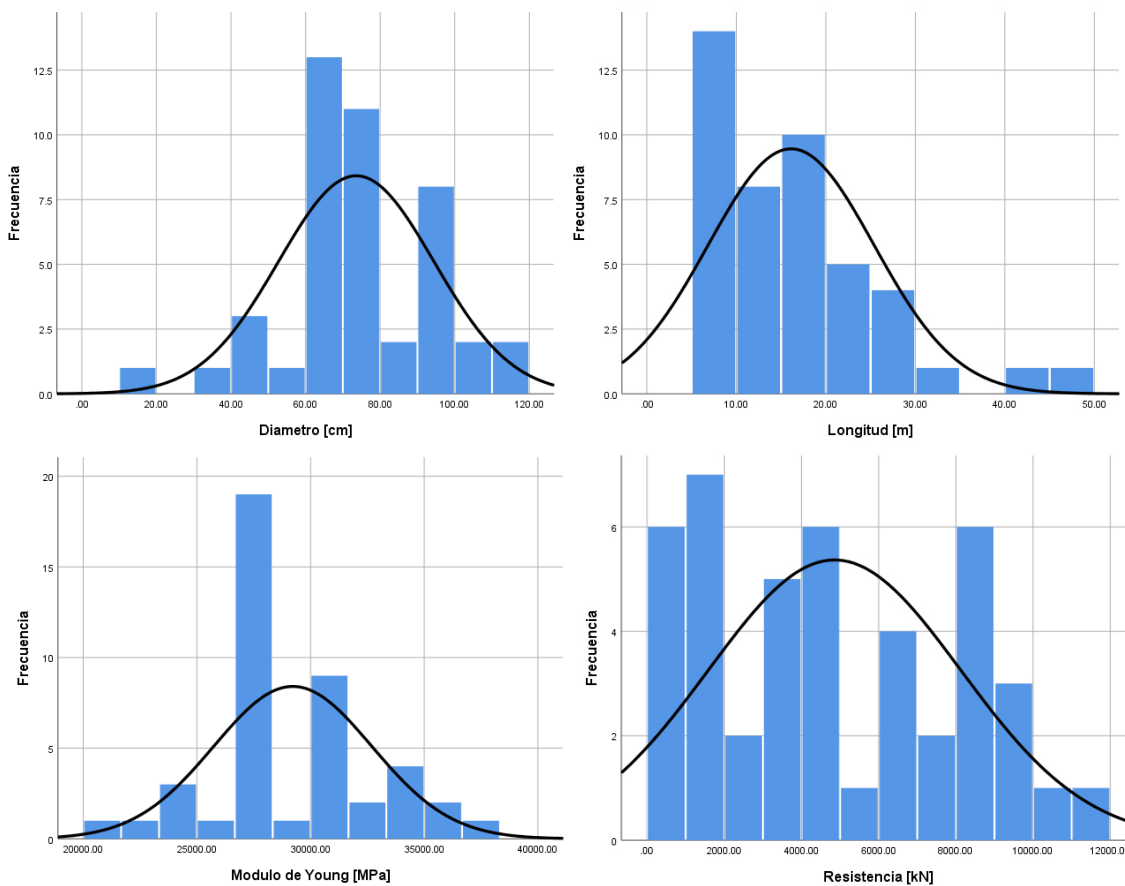 Frecuencia
12.5
10.0
7.5
5.0
2.5
0.0
.00 20.00 40.00 60.00 80.00 100.00 120.00
Diametro [cm]
Frecuencia
12.5
10.0
7.5
5.0
2.5
0.0
.00 10.00 20.00 30.00 40.00 50.00
Longitud [m]
Frecuencia
20
15
10
5
0
20000.00 25000.00 30000.00 35000.00 40000.00
Modulo de Young [MPa]
Frecuencia
6
4
2
0
.00 2000.00 4000.00 6000.00 8000.00 10000.00 12000.0
Resistencia [kN]